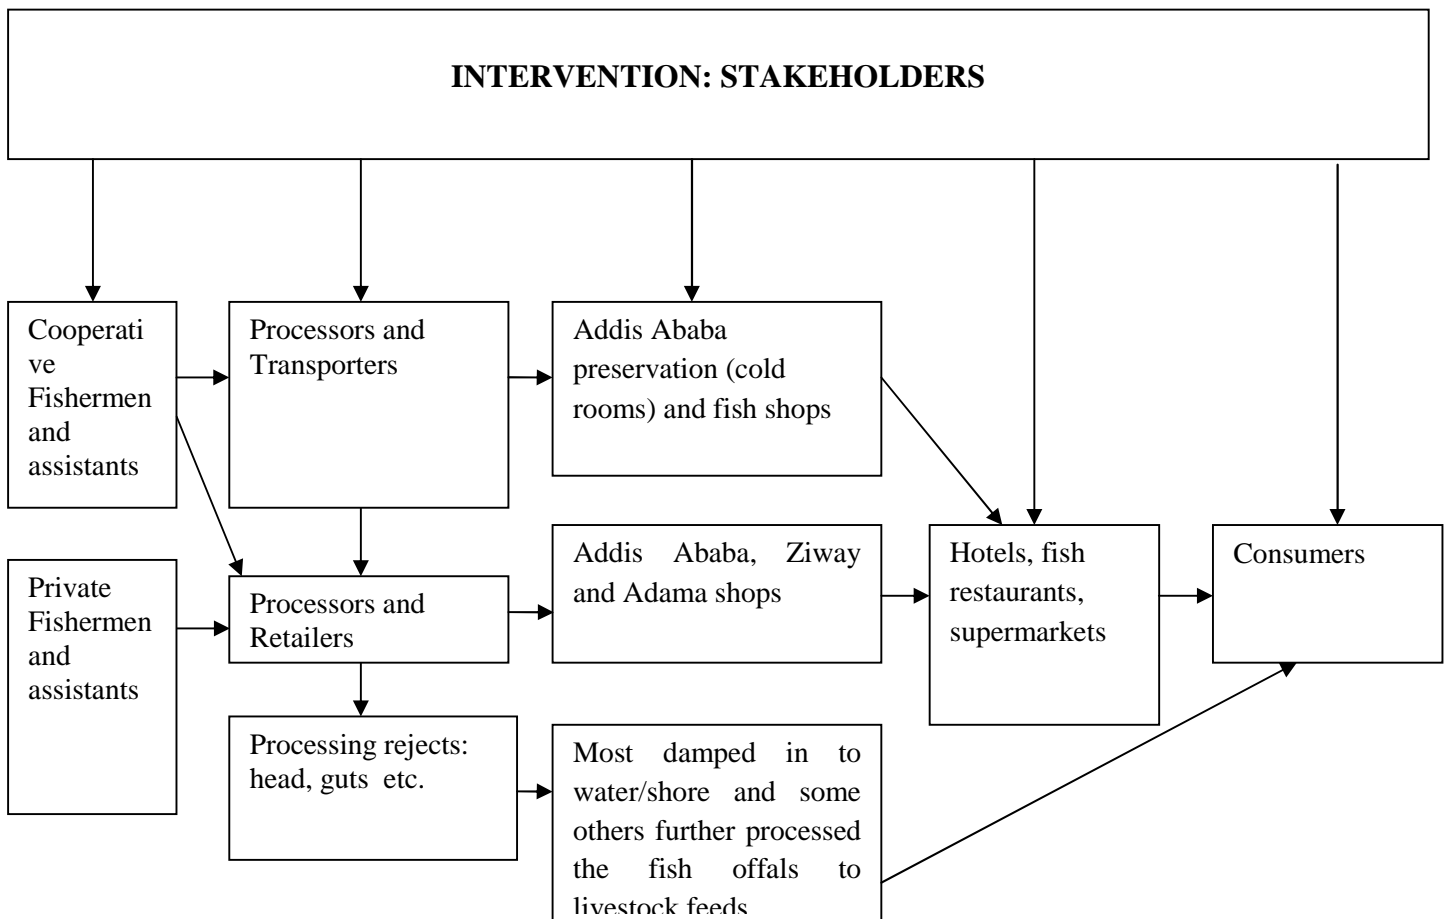 INTERVENTION: STAKEHOLDERS
Cooperati
ve
Fishermen
and
assistants
Processors and
Transporters
Addis Ababa
preservation (cold
rooms) and fish shops
Private
Fishermen
and
assistants
Processors and
Retailers
Addis Ababa, Ziway
and Adama shops
Hotels, fish
restaurants,
supermarkets
Consumers
Processing rejects:
head, guts etc.
Most damped in to
water/shore and some
others further processed
the fish offals to
livestock feeds